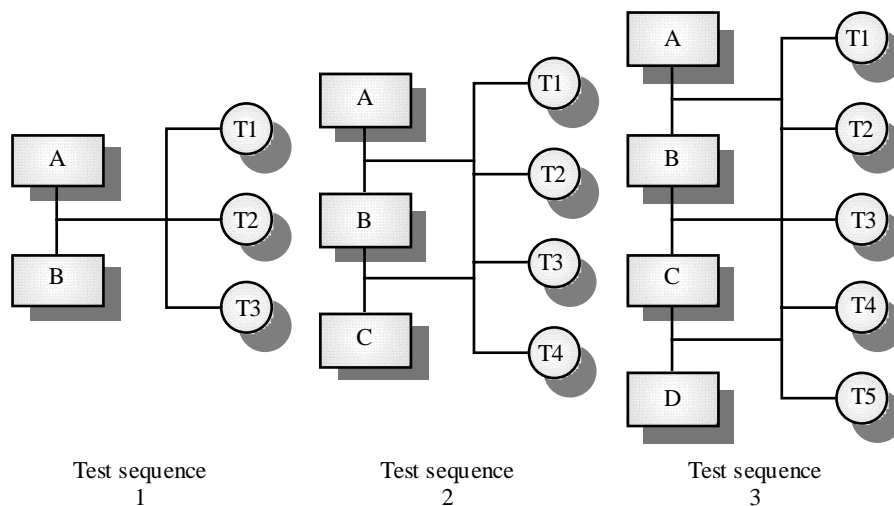 A
B
T1
T2
T3
Test sequence
1
A
B
C
T1
T2
T3
T4
Test sequence
2
A
B
C
D
T1
T2
T3
T4
T5
Test sequence
3